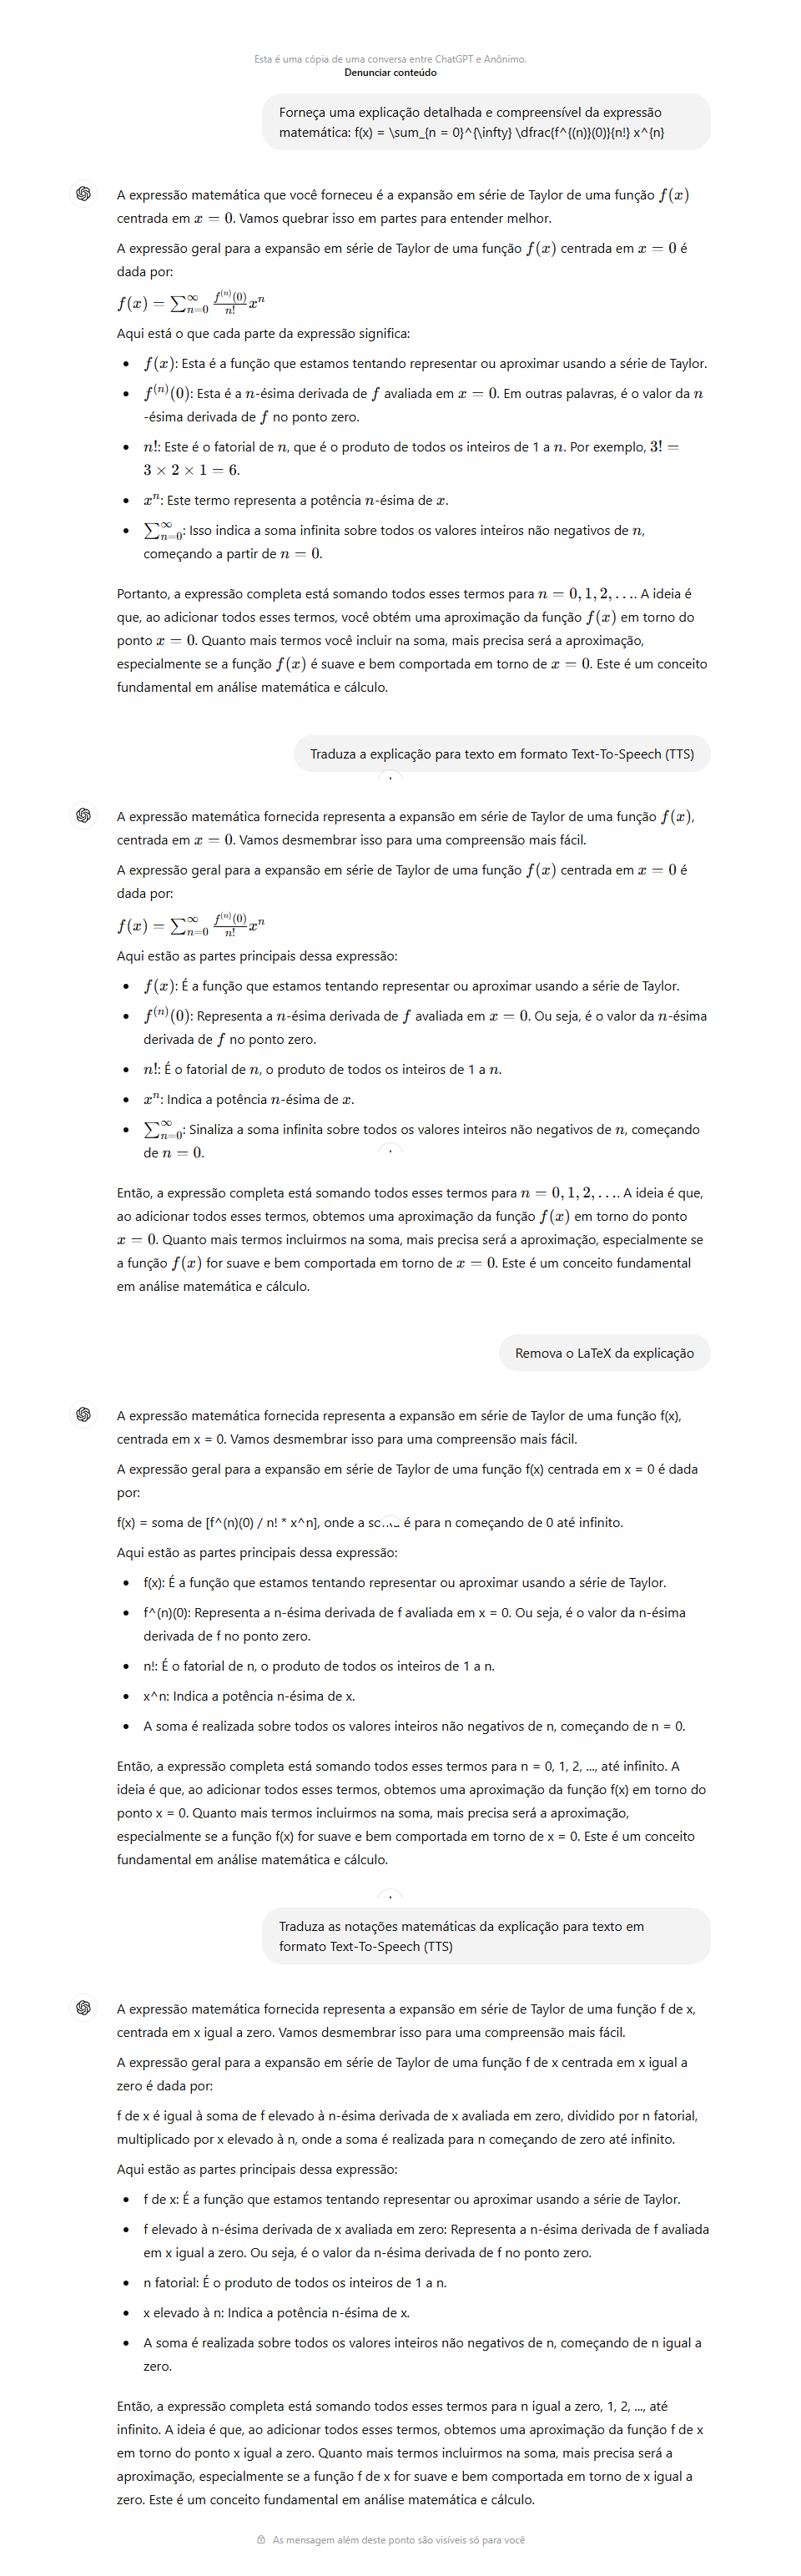 Esta é uma cópia de uma conversa entre ChatGPT e Anônimo.
Denunciar conteúdo
Forneça uma explicação detalhada e compreensível da expressão
matemática: f(x) = \sum_{n = 0}^{\infty} \dfrac{f^{(n)}(0)}{n!} x^{n}
A expressão matemática que você forneceu é a expansão em série de Taylor de uma função f(x)
centrada em x = 0. Vamos quebrar isso em partes para entender melhor.
A expressão geral para a expansão em série de Taylor de uma função f(x) centrada em x = 0 é
dada por:
f(x) = ∑_{n=0}^{∞} \frac{f^{(n)}(0)}{n!} x^n
Aqui está o que cada parte da expressão significa:
• f(x): Esta é a função que estamos tentando representar ou aproximar usando a série de Taylor.
• f^{(n)}(0): Esta é a n-ésima derivada de f avaliada em x = 0. Em outras palavras, é o valor da n
-ésima derivada de f no ponto zero.
• n!: Este é o fatorial de n, que é o produto de todos os inteiros de 1 a n. Por exemplo, 3! =
3 × 2 × 1 = 6.
• x^n: Este termo representa a potência n-ésima de x.
• ∑_{n=0}^{∞}: Isso indica a soma infinita sobre todos os valores inteiros não negativos de n,
começando a partir de n = 0.
Portanto, a expressão completa está somando todos esses termos para n = 0, 1, 2, .... A ideia é
que, ao adicionar todos esses termos, você obtém uma aproximação da função f(x) em torno do
ponto x = 0. Quanto mais termos você incluir na soma, mais precisa será a aproximação,
especialmente se a função f(x) é suave e bem comportada em torno de x = 0. Este é um conceito
fundamental em análise matemática e cálculo.
Traduza a explicação para texto em formato Text-To-Speech (TTS)
A expressão matemática fornecida representa a expansão em série de Taylor de uma função f(x),
centrada em x = 0. Vamos desmembrar isso para uma compreensão mais fácil.
A expressão geral para a expansão em série de Taylor de uma função f(x) centrada em x = 0 é
dada por:
f(x) = ∑_{n=0}^{∞} \frac{f^{(n)}(0)}{n!} x^n
Aqui estão as partes principais dessa expressão:
• f(x): É a função que estamos tentando representar ou aproximar usando a série de Taylor.
• f^{(n)}(0): Representa a n-ésima derivada de f avaliada em x = 0. Ou seja, é o valor da n-ésima
derivada de f no ponto zero.
• n!: É o fatorial de n, o produto de todos os inteiros de 1 a n.
• x^n: Indica a potência n-ésima de x.
• ∑_{n=0}^{∞}: Sinaliza a soma infinita sobre todos os valores inteiros não negativos de n, começando
de n = 0.
Então, a expressão completa está somando todos esses termos para n = 0, 1, 2, .... A ideia é que,
ao adicionar todos esses termos, obtemos uma aproximação da função f(x) em torno do ponto
x = 0. Quanto mais termos incluirmos na soma, mais precisa será a aproximação, especialmente se
a função f(x) for suave e bem comportada em torno de x = 0. Este é um conceito fundamental
em análise matemática e cálculo.
Remova o LaTeX da explicação
A expressão matemática fornecida representa a expansão em série de Taylor de uma função f(x),
centrada em x = 0. Vamos desmembrar isso para uma compreensão mais fácil.
A expressão geral para a expansão em série de Taylor de uma função f(x) centrada em x = 0 é dada
por:
f(x) = soma de [f^(n)(0) / n! * x^n], onde a é para n começando de 0 até infinito.
Aqui estão as partes principais dessa expressão:
• f(x): É a função que estamos tentando representar ou aproximar usando a série de Taylor.
• f^(n)(0): Representa a n-ésima derivada de f avaliada em x = 0. Ou seja, é o valor da n-ésima
derivada de f no ponto zero.
• n!: É o fatorial de n, o produto de todos os inteiros de 1 a n.
• x^n: Indica a potência n-ésima de x.
• A soma é realizada sobre todos os valores inteiros não negativos de n, começando de n = 0.
Então, a expressão completa está somando todos esses termos para n = 0, 1, 2, ..., até infinito. A
ideia é que, ao adicionar todos esses termos, obtemos uma aproximação da função f(x) em torno do
ponto x = 0. Quanto mais termos incluirmos na soma, mais precisa será a aproximação,
especialmente se a função f(x) for suave e bem comportada em torno de x = 0. Este é um conceito
fundamental em análise matemática e cálculo.
Traduza as notações matemáticas da explicação para texto em
formato Text-To-Speech (TTS)
A expressão matemática fornecida representa a expansão em série de Taylor de uma função f de x,
centrada em x igual a zero. Vamos desmembrar isso para uma compreensão mais fácil.
A expressão geral para a expansão em série de Taylor de uma função f de x centrada em x igual a
zero é dada por:
f de x é igual à soma de f elevado à n-ésima derivada de x avaliada em zero, dividido por n fatorial,
multiplicado por x elevado à n, onde a soma é realizada para n começando de zero até infinito.
Aqui estão as partes principais dessa expressão:
• f de x: É a função que estamos tentando representar ou aproximar usando a série de Taylor.
• f elevado à n-ésima derivada de x avaliada em zero: Representa a n-ésima derivada de f avaliada
em x igual a zero. Ou seja, é o valor da n-ésima derivada de f no ponto zero.
• n fatorial: É o produto de todos os inteiros de 1 a n.
• x elevado à n: Indica a potência n-ésima de x.
• A soma é realizada sobre todos os valores inteiros não negativos de n, começando de n igual a
zero.
Então, a expressão completa está somando todos esses termos para n igual a zero, 1, 2, ..., até
infinito. A ideia é que, ao adicionar todos esses termos, obtemos uma aproximação da função f de x
em torno do ponto x igual a zero. Quanto mais termos incluirmos na soma, mais precisa será a
aproximação, especialmente se a função f de x for suave e bem comportada em torno de x igual a
zero. Este é um conceito fundamental em análise matemática e cálculo.
As mensagem além deste ponto são visíveis só para você